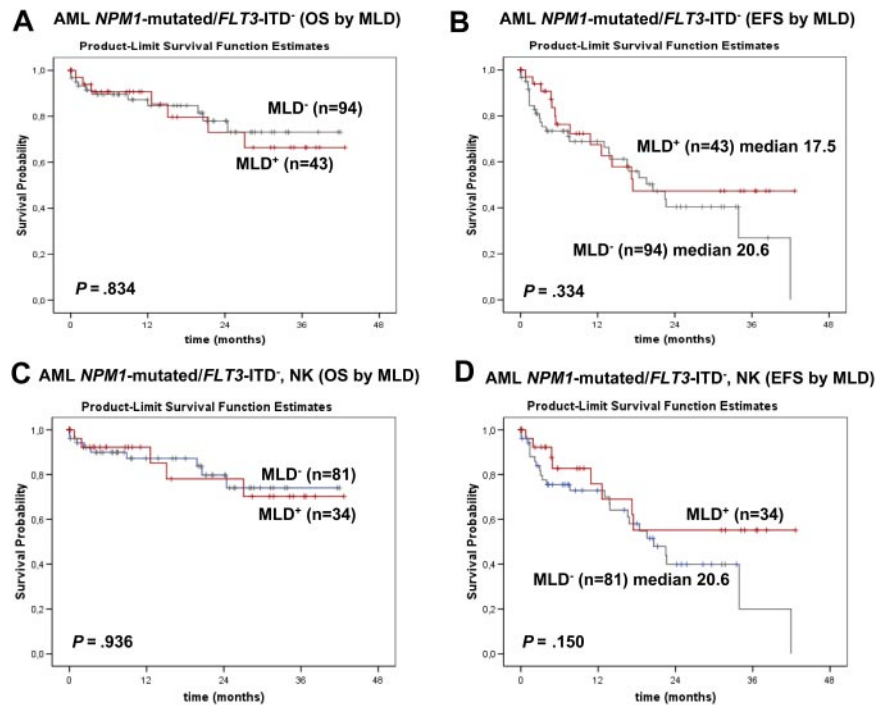 A AML NPM1-mutated/FLT3-ITD⁻ (OS by MLD)
Product-Limit Survival Function Estimates
Survival Probability
1,0
0,8
0,6
0,4
0,2
0,0
MLD⁻ (n=94)
MLD⁺ (n=43)
P = .834
0 12 24 36 48
time (months)
B AML NPM1-mutated/FLT3-ITD⁻ (EFS by MLD)
Product-Limit Survival Function Estimates
Survival Probability
1,0
0,8
0,6
0,4
0,2
0,0
MLD⁺ (n=43) median 17.5
MLD⁻ (n=94) median 20.6
P = .334
0 12 24 36 48
time (months)
C AML NPM1-mutated/FLT3-ITD⁻, NK (OS by MLD)
Product-Limit Survival Function Estimates
Survival Probability
1,0
0,8
0,6
0,4
0,2
0,0
MLD⁻ (n=81)
MLD⁺ (n=34)
P = .936
0 12 24 36 48
time (months)
D AML NPM1-mutated/FLT3-ITD⁻, NK (EFS by MLD)
Product-Limit Survival Function Estimates
Survival Probability
1,0
0,8
0,6
0,4
0,2
0,0
MLD⁺ (n=34)
MLD⁻ (n=81) median 20.6
P = .150
0 12 24 36 48
time (months)